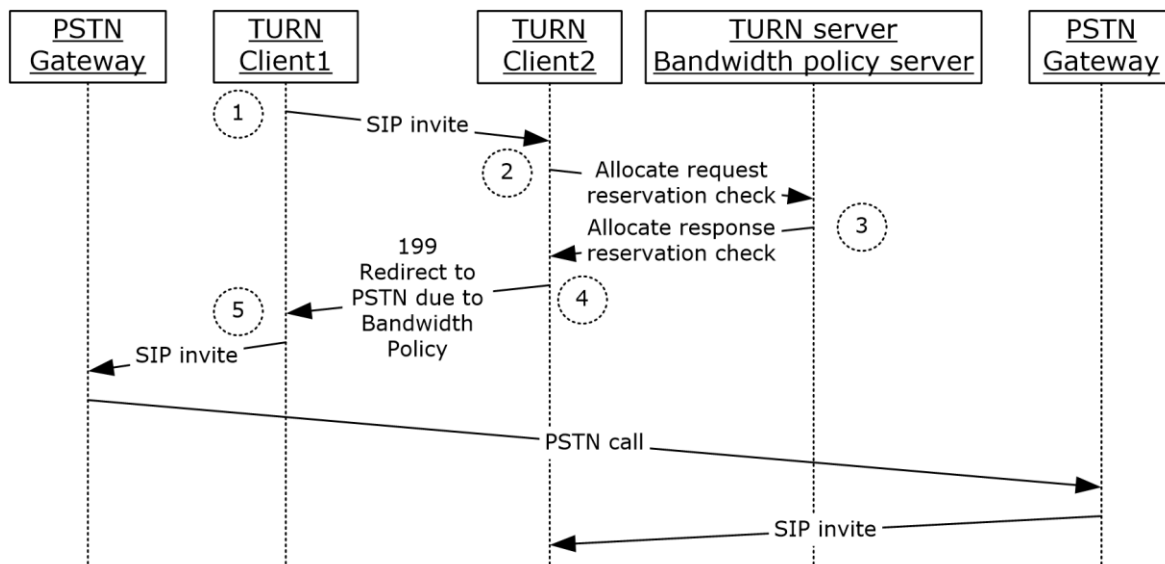 PSTN
Gateway
TURN
Client1
TURN
Client2
TURN server
Bandwidth policy server
PSTN
Gateway
1
SIP invite
2
Allocate request
reservation check
3
Allocate response
reservation check
199
Redirect to
PSTN due to
Bandwidth
Policy
4
5
SIP invite
PSTN call
SIP invite